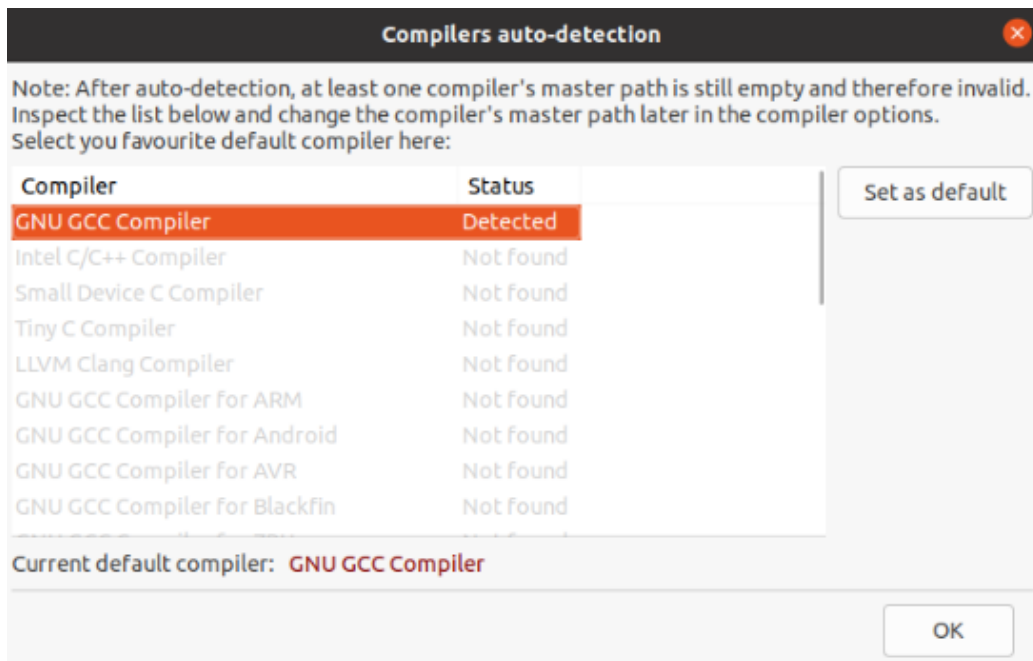 Compilers auto-detection
Note: After auto-detection, at least one compiler's master path is still empty and therefore invalid.
Inspect the list below and change the compiler's master path later in the compiler options.
Select you favourite default compiler here:
Compiler Status
Set as default
GNU GCC Compiler Detected
Intel C/C++ Compiler Not found
Small Device C Compiler Not found
Tiny C Compiler Not found
LLVM Clang Compiler Not found
GNU GCC Compiler for ARM Not found
GNU GCC Compiler for Android Not found
GNU GCC Compiler for AVR Not found
GNU GCC Compiler for Blackfin Not found
Current default compiler: GNU GCC Compiler
OK